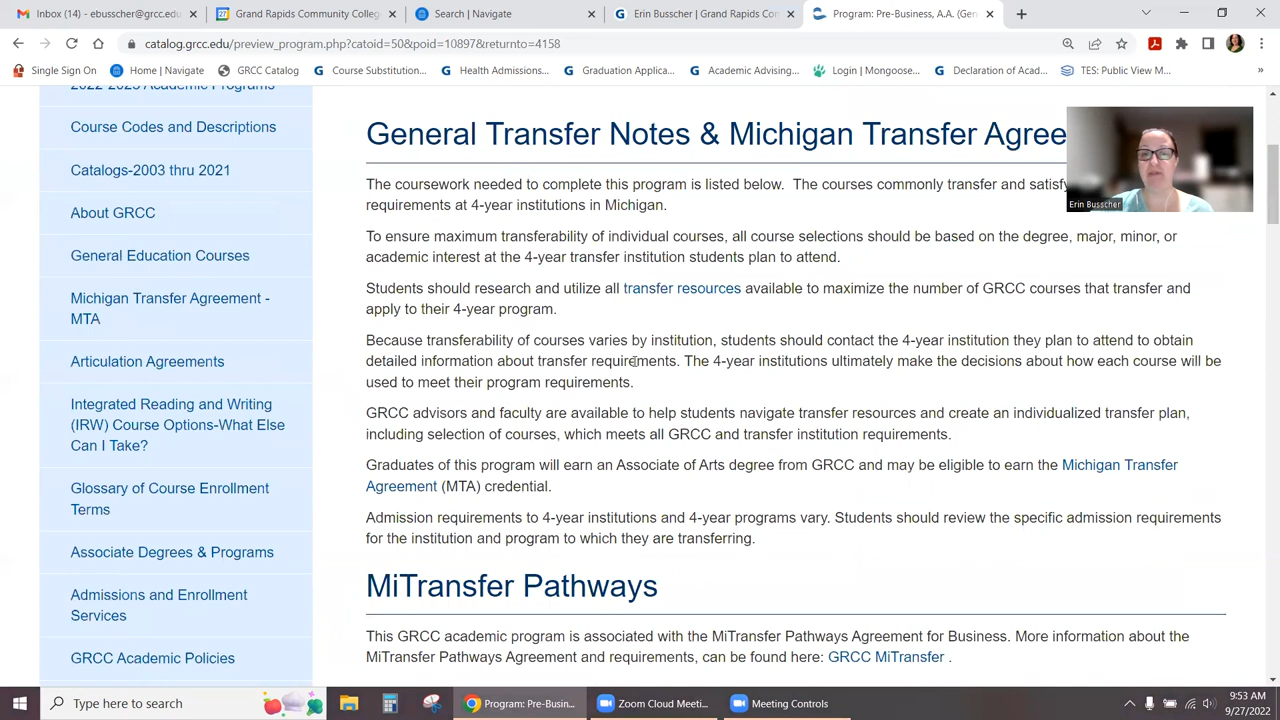 Inbox (14) - ebusscher@grcc.ed
Grand Rapids Community Colleg
Search | Navigate
Erin Busscher | Grand Rapids Com
Program: Pre-Business, A.A. (Gen
catalog.grcc.edu/preview_program.php?catoid=50&poid=10897&returnto=4158
Single Sign On
Home | Navigate
GRCC Catalog
Course Substitution...
Health Admissions...
Graduation Applica...
Academic Advising...
Login | Mongoose...
Declaration of Acad...
TES: Public View M...
»
2022-2023 Academic Programs
Course Codes and Descriptions
Catalogs-2003 thru 2021
About GRCC
General Education Courses
Michigan Transfer Agreement -
MTA
Articulation Agreements
Integrated Reading and Writing
(IRW) Course Options-What Else
Can I Take?
Glossary of Course Enrollment
Terms
Associate Degrees & Programs
Admissions and Enrollment
Services
GRCC Academic Policies
General Transfer Notes & Michigan Transfer Agree
The coursework needed to complete this program is listed below. The courses commonly transfer and satisfy
requirements at 4-year institutions in Michigan.
To ensure maximum transferability of individual courses, all course selections should be based on the degree, major, minor, or
academic interest at the 4-year transfer institution students plan to attend.
Students should research and utilize all transfer resources available to maximize the number of GRCC courses that transfer and
apply to their 4-year program.
Because transferability of courses varies by institution, students should contact the 4-year institution they plan to attend to obtain
detailed information about transfer requirements. The 4-year institutions ultimately make the decisions about how each course will be
used to meet their program requirements.
GRCC advisors and faculty are available to help students navigate transfer resources and create an individualized transfer plan,
including selection of courses, which meets all GRCC and transfer institution requirements.
Graduates of this program will earn an Associate of Arts degree from GRCC and may be eligible to earn the Michigan Transfer
Agreement (MTA) credential.
Admission requirements to 4-year institutions and 4-year programs vary. Students should review the specific admission requirements
for the institution and program to which they are transferring.
MiTransfer Pathways
This GRCC academic program is associated with the MiTransfer Pathways Agreement for Business. More information about the
MiTransfer Pathways Agreement and requirements, can be found here: GRCC MiTransfer .
Erin Busscher
Type here to search
Program: Pre-Busin...
Zoom Cloud Meeti...
Meeting Controls
9:53 AM
9/27/2022